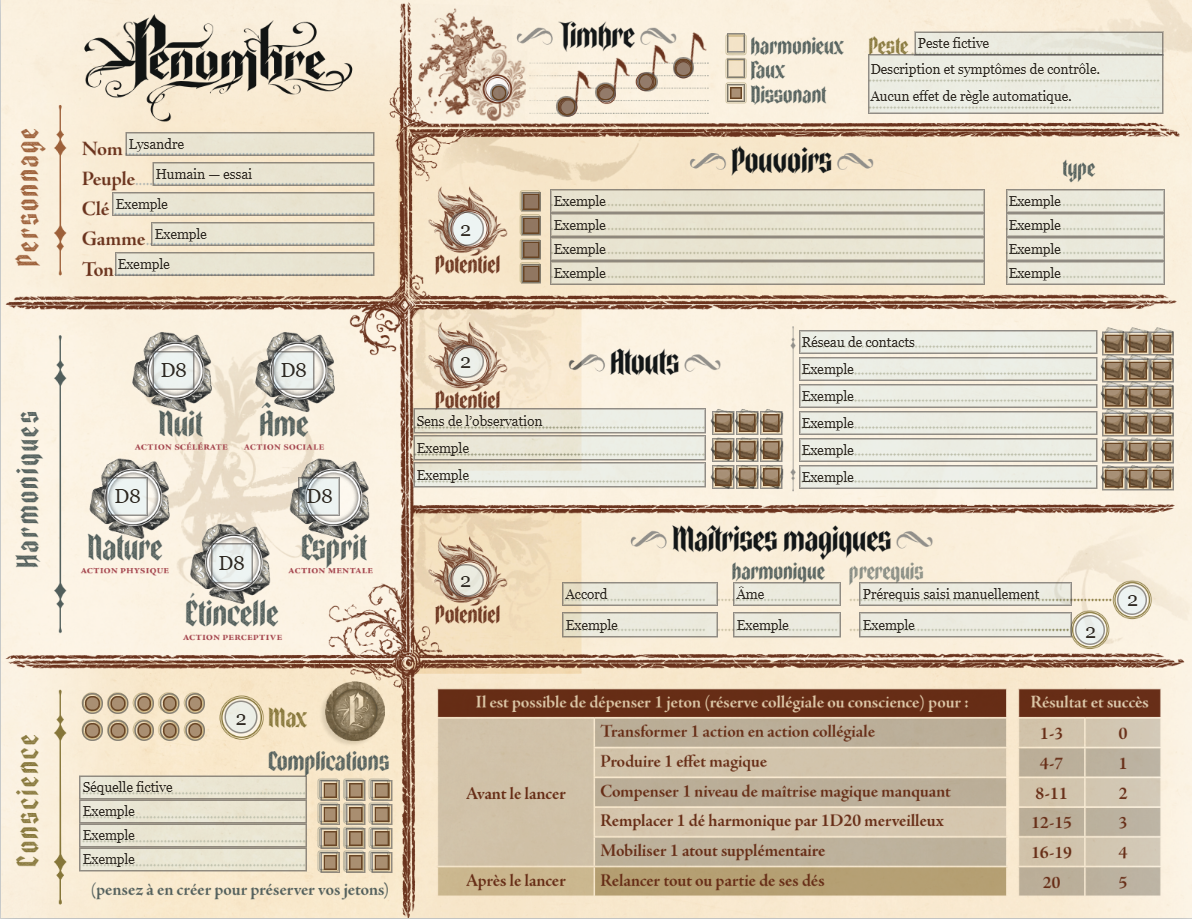 Penombre
Personnage
Nom Lysandre
Peuple Humain — essai
Clé Exemple
Gamme Exemple
Ton Exemple
Timbre
harmonieux
faux
Dissonant
Peste Peste fictive
Description et symptômes de contrôle.
Aucun effet de règle automatique.
Pouvoirs
type
2
Potentiel
Exemple Exemple
Exemple Exemple
Exemple Exemple
Exemple Exemple
Harmoniques
D8
Nuit
ACTION SCÉLÉRATE
D8
Âme
ACTION SOCIALE
D8
Nature
ACTION PHYSIQUE
D8
Esprit
ACTION MENTALE
D8
Étincelle
ACTION PERCEPTIVE
2
Potentiel
Atouts
Sens de l'observation
Exemple
Exemple
Réseau de contacts
Exemple
Exemple
Exemple
Exemple
Exemple
Maîtrises magiques
2
Potentiel
harmonique prerequis
Accord Âme Prérequis saisi manuellement 2
Exemple Exemple Exemple 2
Conscience
2 Max
P
Complications
Séquelle fictive
Exemple
Exemple
Exemple
(pensez à en créer pour préserver vos jetons)
Il est possible de dépenser 1 jeton (réserve collégiale ou conscience) pour :
Avant le lancer
Transformer 1 action en action collégiale
Produire 1 effet magique
Compenser 1 niveau de maîtrise magique manquant
Remplacer 1 dé harmonique par 1D20 merveilleux
Mobiliser 1 atout supplémentaire
Après le lancer
Relancer tout ou partie de ses dés
Résultat et succès
1-3 0
4-7 1
8-11 2
12-15 3
16-19 4
20 5